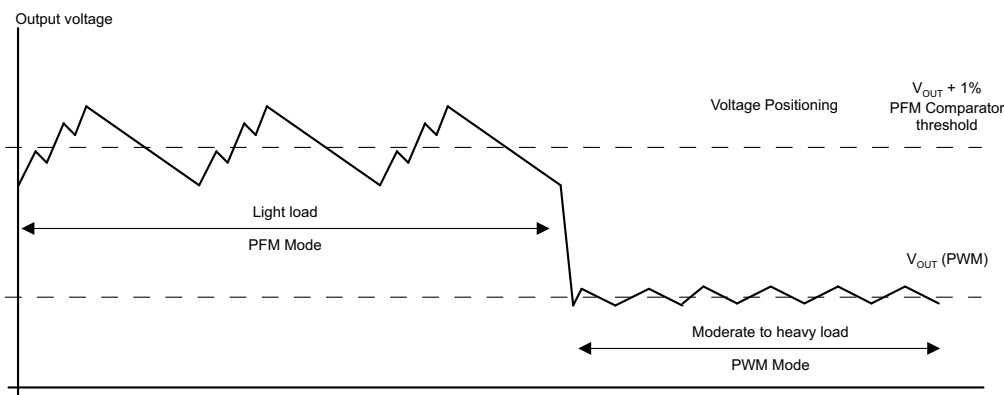 Output voltage
Voltage Positioning
V_OUT + 1%
PFM Comparator
threshold
Light load
PFM Mode
V_OUT (PWM)
Moderate to heavy load
PWM Mode